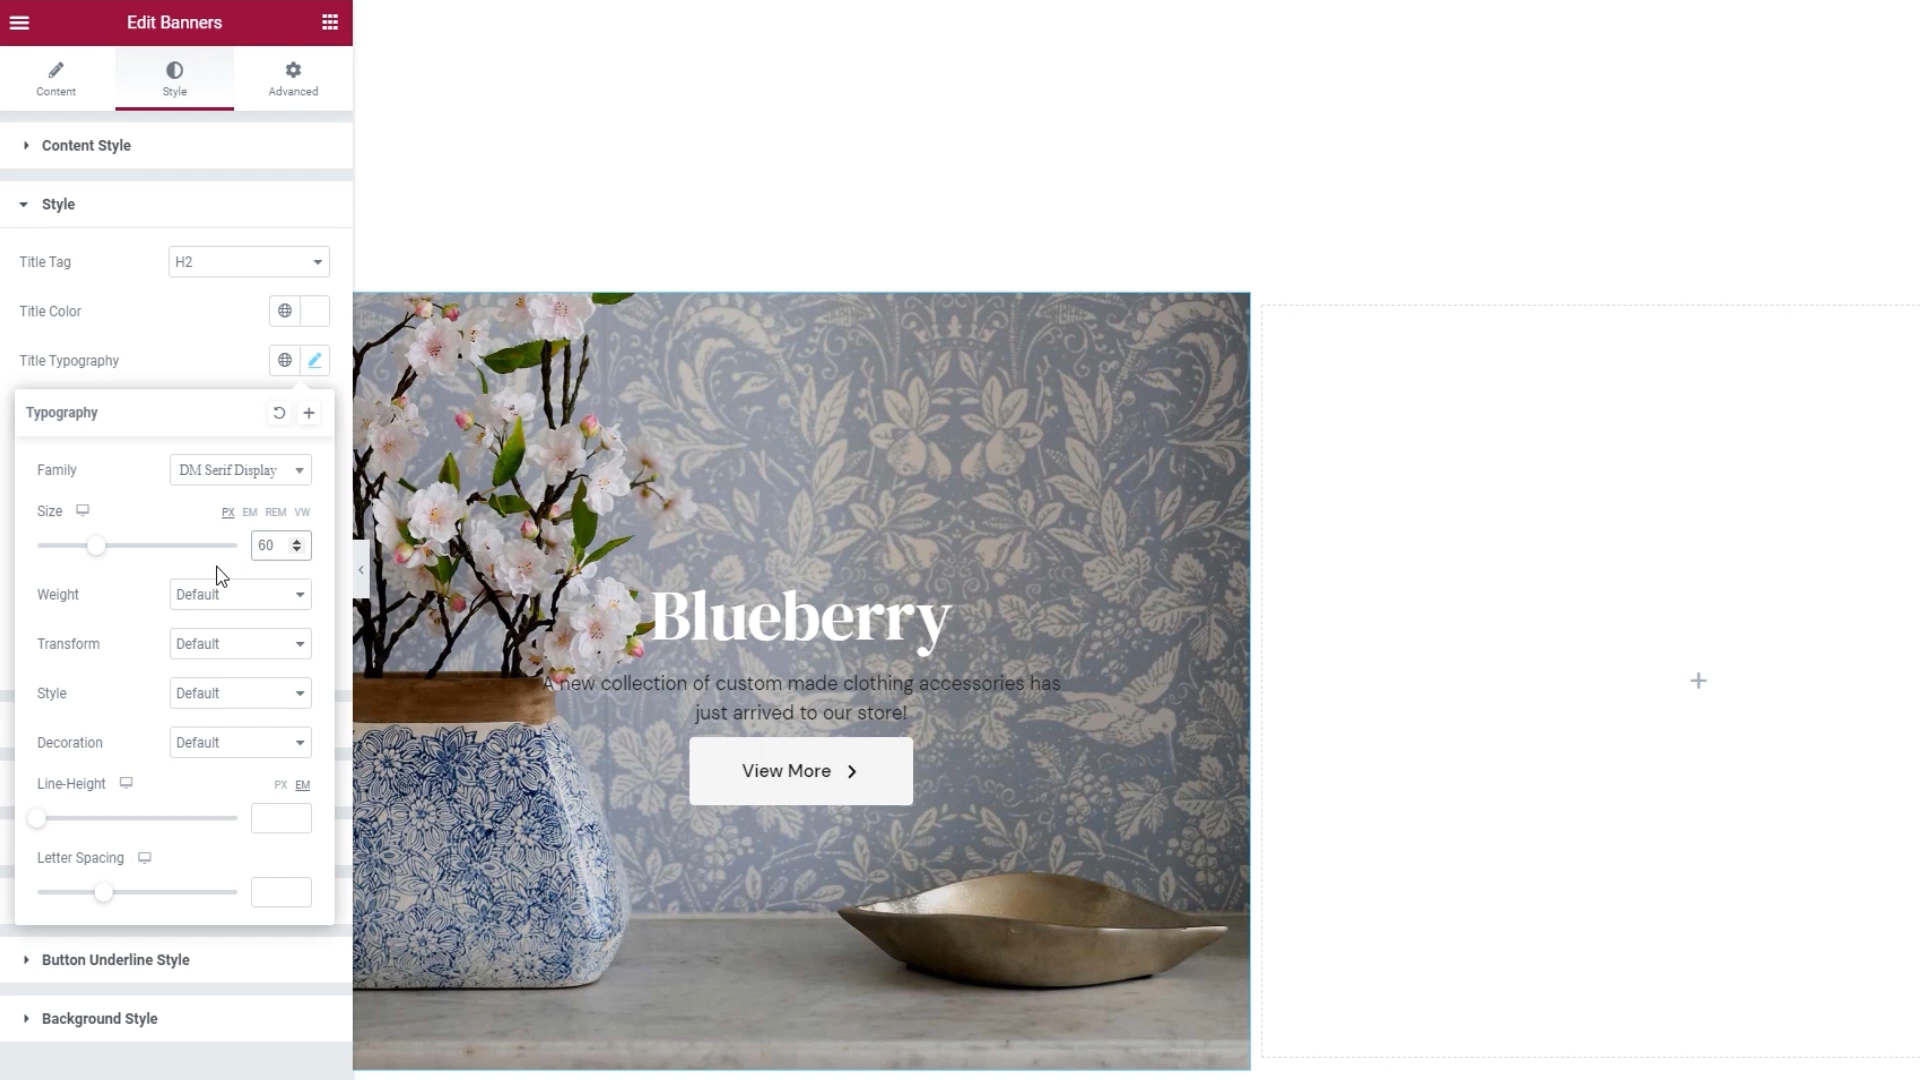 Edit Banners
Content Style Advanced
Content Style
Style
Title Tag H2
Title Color
Title Typography
Typography
Family DM Serif Display
Size PX EM REM VW
60
Weight Default
Transform Default
Style Default
Decoration Default
Line-Height PX EM
Letter Spacing
Button Underline Style
Background Style
Blueberry
A new collection of custom made clothing accessories has
just arrived to our store!
View More